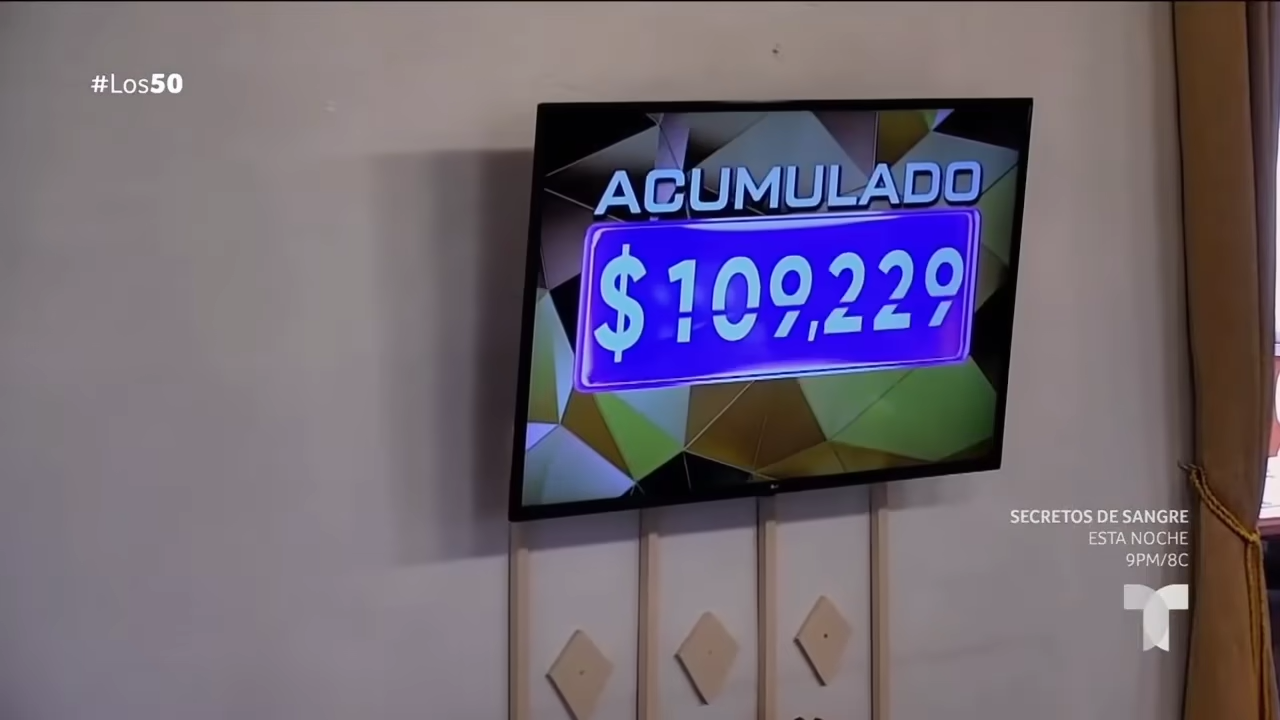 #Los50
ACUMULADO
$109,229
SECRETOS DE SANGRE
ESTA NOCHE
9PM/8C